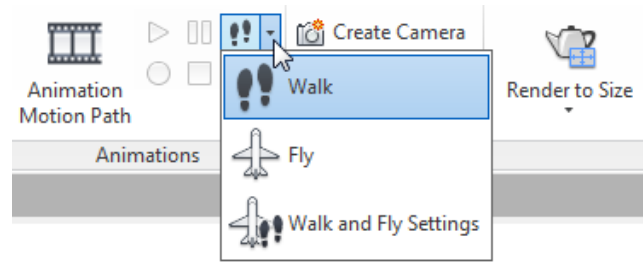 Create Camera
Animation
Motion Path
Walk
Render to Size
Animations
Fly
Walk and Fly Settings